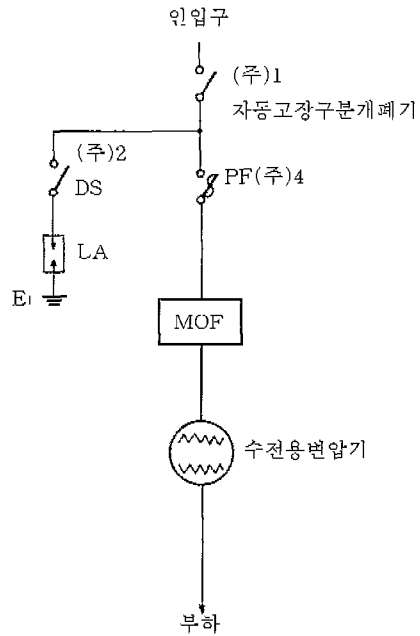 인입구
(주)1
자동고장구분개폐기
(주)2
DS
PF(주)4
LA
E₁
MOF
수전용변압기
부하